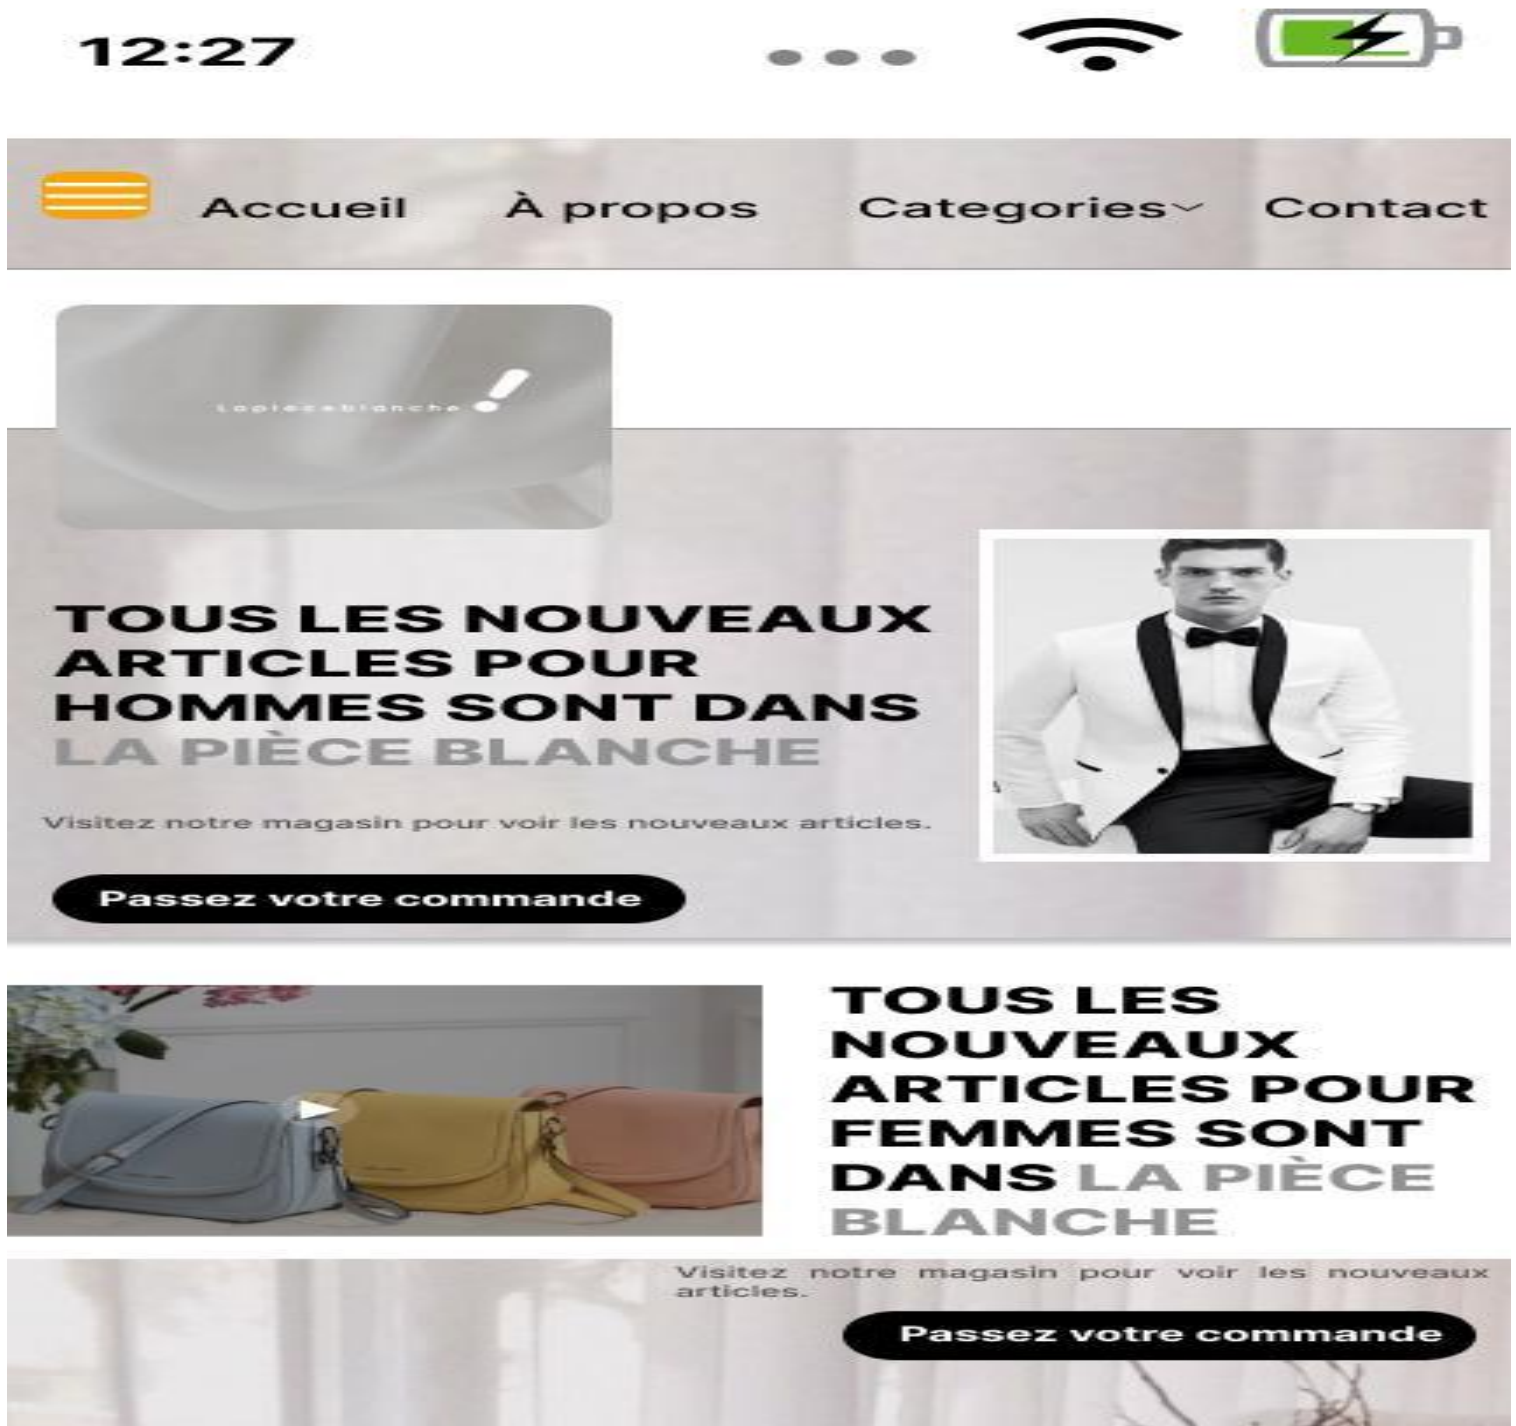 12:27
Accueil À propos Categories Contact
Lapieceblanche !
TOUS LES NOUVEAUX
ARTICLES POUR
HOMMES SONT DANS
LA PIÈCE BLANCHE
Visitez notre magasin pour voir les nouveaux articles.
Passez votre commande
TOUS LES
NOUVEAUX
ARTICLES POUR
FEMMES SONT
DANS LA PIÈCE
BLANCHE
Visitez notre magasin pour voir les nouveaux
articles.
Passez votre commande